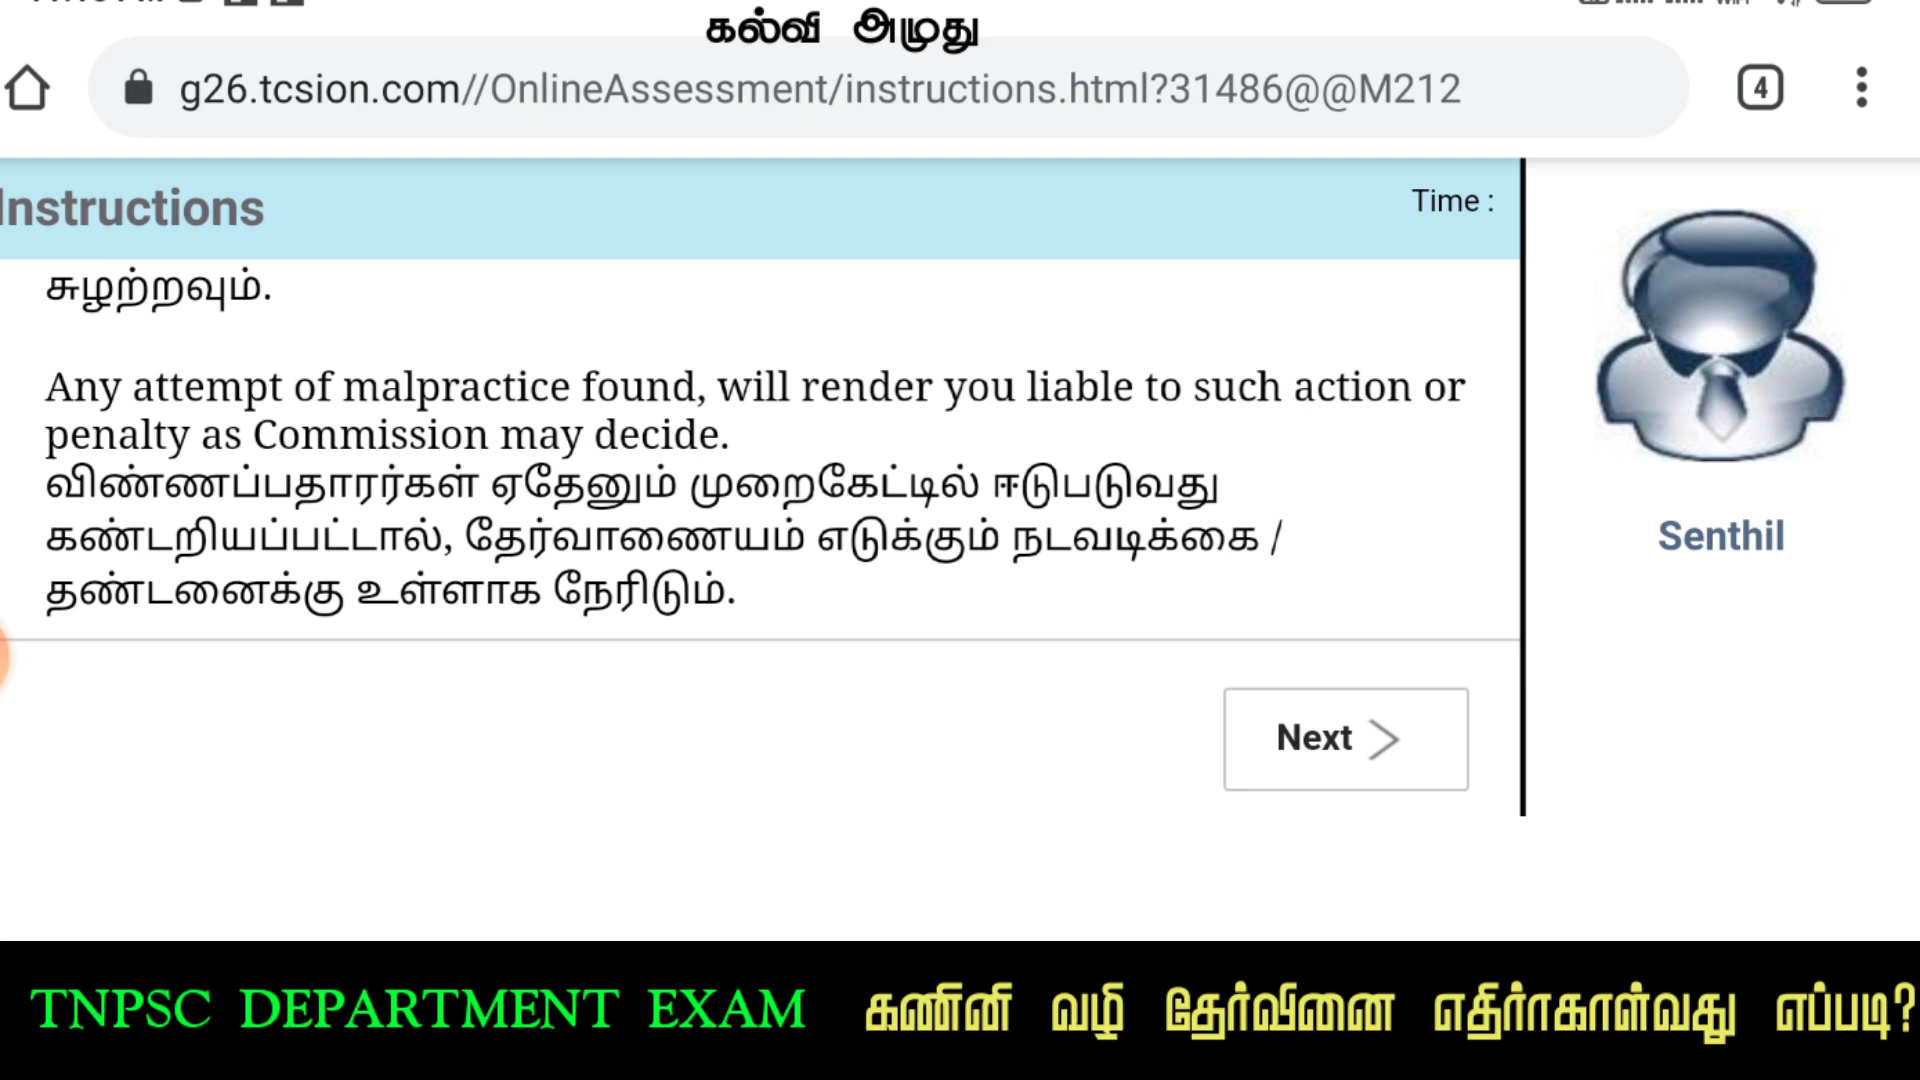 கல்வி அமுது
g26.tcsion.com//OnlineAssessment/instructions.html?31486@@M212
4
Instructions
Time :
சுழற்றவும்.
Any attempt of malpractice found, will render you liable to such action or
penalty as Commission may decide.
விண்ணப்பதாரர்கள் ஏதேனும் முறைகேட்டில் ஈடுபடுவது
கண்டறியப்பட்டால், தேர்வாணையம் எடுக்கும் நடவடிக்கை /
தண்டனைக்கு உள்ளாக நேரிடும்.
Senthil
Next
TNPSC DEPARTMENT EXAM கணினி வழி தேர்வினை எதிர்கொள்வது எப்படி?